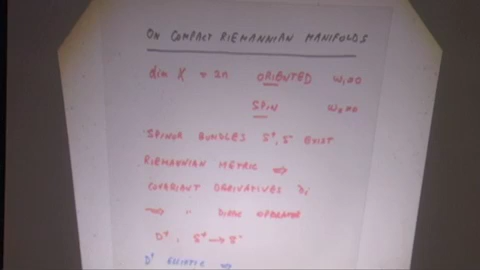 ON COMPACT RIEMANNIAN MANIFOLDS
dim X = 2n ORIENTED w₁=0
SPIN w₂=0
SPINOR BUNDLES S⁺, S⁻ EXIST
RIEMANNIAN METRIC ⇒
COVARIANT DERIVATIVES ∂ᵢ
⇒ " DIRAC OPERATOR
D⁺ : S⁺ → S⁻
D⁺ ELLIPTIC ⇒